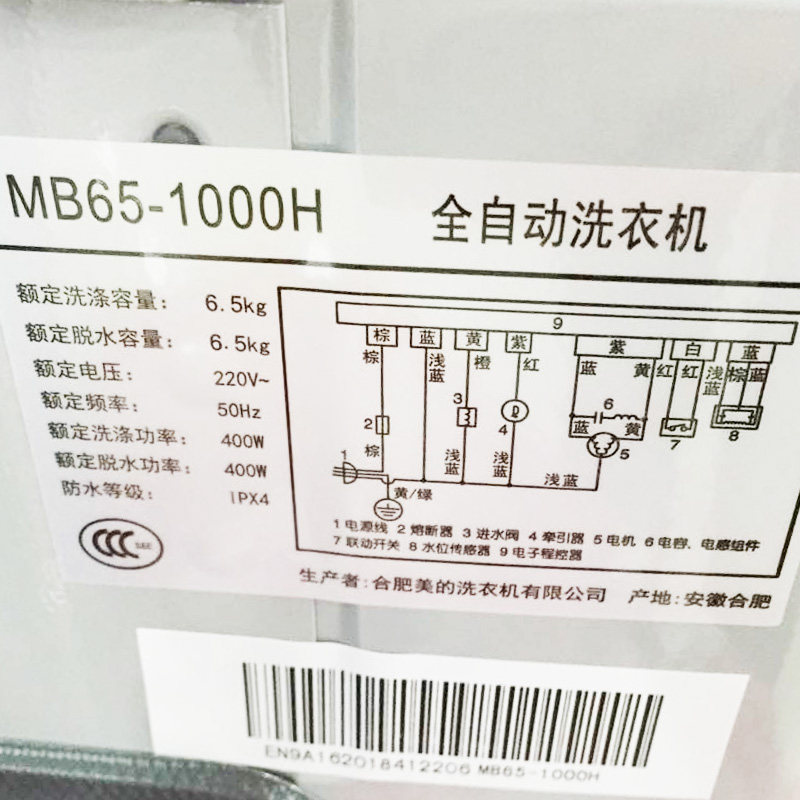 MB65-1000H 全自动洗衣机
额定洗涤容量: 6.5kg
额定脱水容量: 6.5kg
额定电压: 220V~
额定频率: 50Hz
额定洗涤功率: 400W
额定脱水功率: 400W
防水等级: IPX4
CCC S&E
9
棕 蓝 黄 紫 紫 白 蓝
棕 浅蓝 橙 红 蓝 黄 红 红 浅蓝 棕 蓝
2 3 4 6 7 8
蓝 黄
5
棕 浅蓝 浅蓝 浅蓝
1
黄/绿
1 电源线 2 熔断器 3 进水阀 4 牵引器 5 电机 6 电容、电感组件
7 联动开关 8 水位传感器 9 电子程控器
生产者:合肥美的洗衣机有限公司 产地:安徽合肥
EN9A162018412206 MB65-1000H